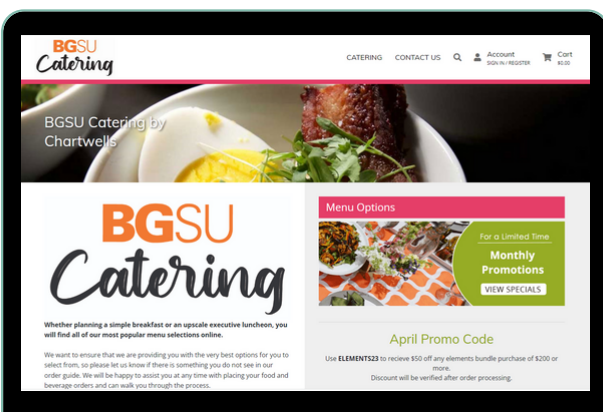 BGSU
Catering
CATERING CONTACT US
Account
SIGN IN / REGISTER
Cart
$0.00
BGSU Catering by
Chartwells
BGSU
Catering
Whether planning a simple breakfast or an upscale executive luncheon, you
will find all of our most popular menu selections online.
We want to ensure that we are providing you with the very best options for you to
select from, so please let us know if there is something you do not see in our
order guide. We will be happy to assist you at any time with placing your food and
beverage orders and can walk you through the process.
Menu Options
For a Limited Time
Monthly
Promotions
VIEW SPECIALS
April Promo Code
Use ELEMENTS23 to recieve $50 off any elements bundle purchase of $200 or
more.
Discount will be verified after order processing.